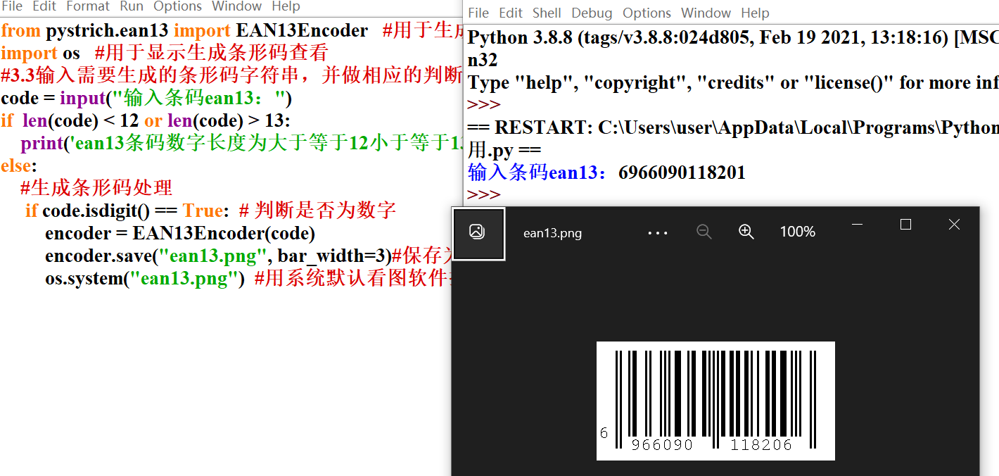 File Edit Format Run Options Window Help
from pystrich.ean13 import EAN13Encoder #用于生成
import os #用于显示生成条形码查看
#3.3输入需要生成的条形码字符串，并做相应的判断
code = input("输入条码ean13：")
if len(code) < 12 or len(code) > 13:
print('ean13条码数字长度为大于等于12小于等于13
else:
#生成条形码处理
if code.isdigit() == True: # 判断是否为数字
encoder = EAN13Encoder(code)
encoder.save("ean13.png", bar_width=3)#保存为
os.system("ean13.png") #用系统默认看图软件
File Edit Shell Debug Options Window Help
Python 3.8.8 (tags/v3.8.8:024d805, Feb 19 2021, 13:18:16) [MSC
n32
Type "help", "copyright", "credits" or "license()" for more inf
>>>
== RESTART: C:\Users\user\AppData\Local\Programs\Python
用.py ==
输入条码ean13：6966090118201
>>>
ean13.png ... 100%
6 966090 118206